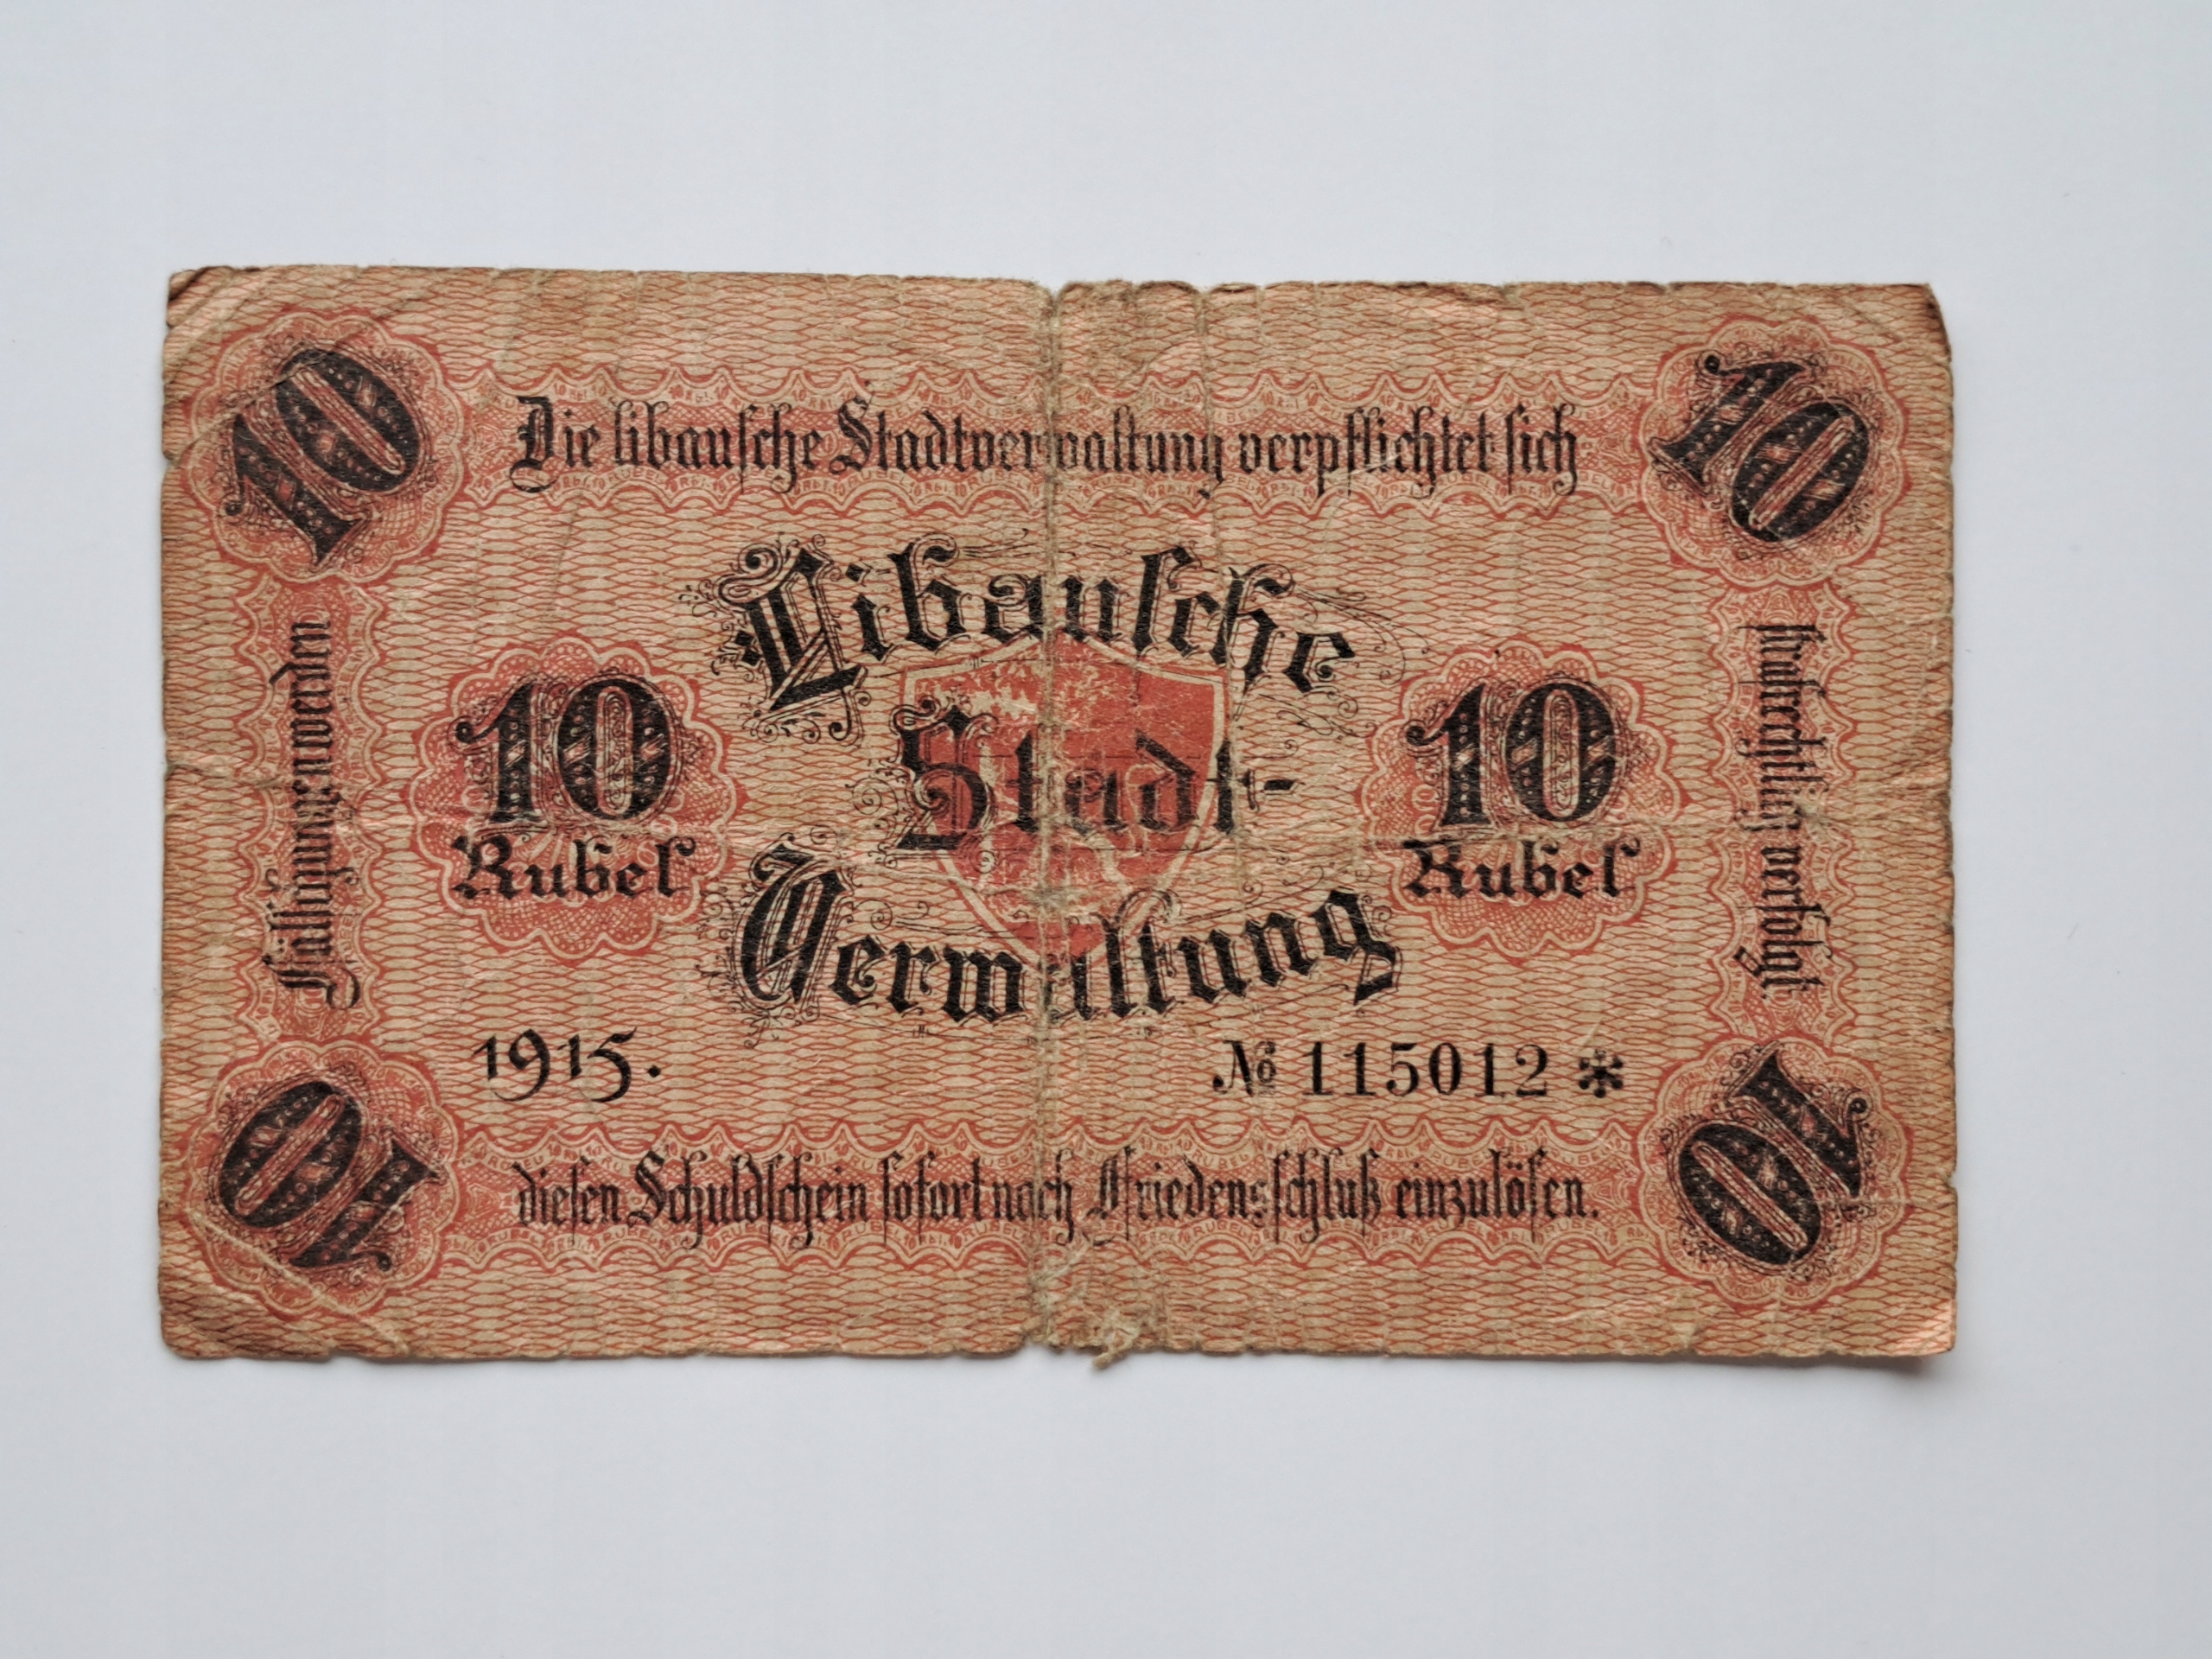 10
10
Die libausche Stadtverwaltung verpflichtet sich
Libausche
Stadt-
Verwaltung
10
Rubel
10
Rubel
Fälschungen werden
strafrechtlich verfolgt.
1915.
№ 115012 *
diesen Schuldschein sofort nach Friedensschluß einzulösen.
10
10